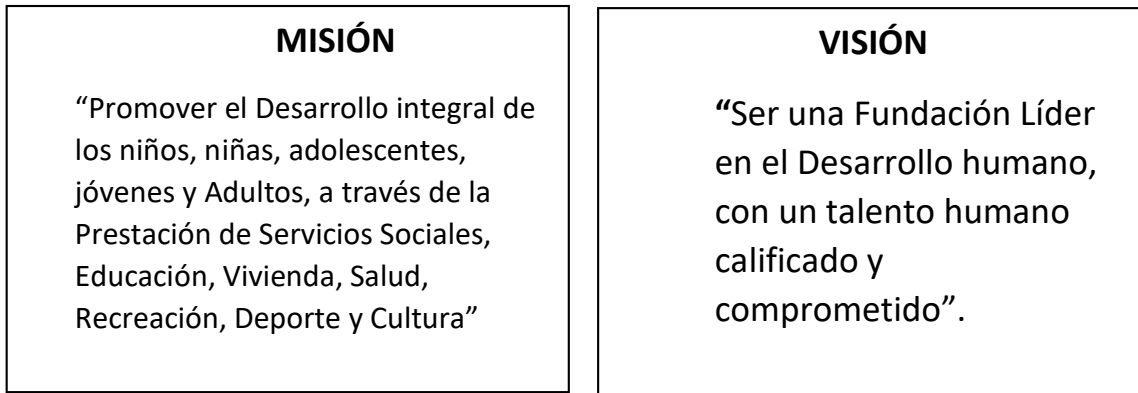 MISIÓN
“Promover el Desarrollo integral de
los niños, niñas, adolescentes,
jóvenes y Adultos, a través de la
Prestación de Servicios Sociales,
Educación, Vivienda, Salud,
Recreación, Deporte y Cultura”
VISIÓN
“Ser una Fundación Líder
en el Desarrollo humano,
con un talento humano
calificado y
comprometido”.